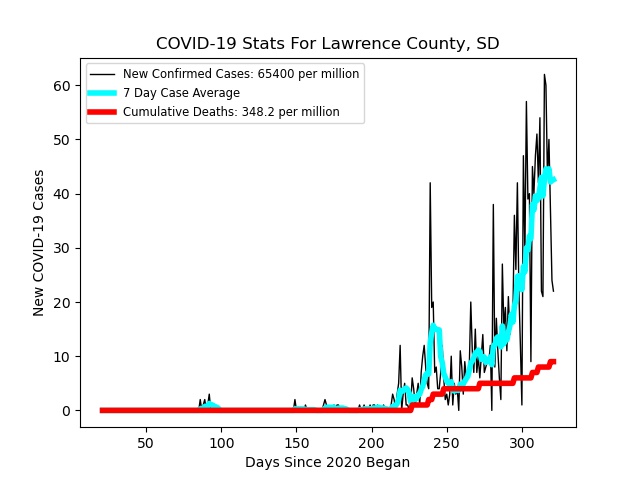 COVID-19 Stats For Lawrence County, SD
New Confirmed Cases: 65400 per million
7 Day Case Average
Cumulative Deaths: 348.2 per million
New COVID-19 Cases
60
50
40
30
20
10
0
50 100 150 200 250 300
Days Since 2020 Began